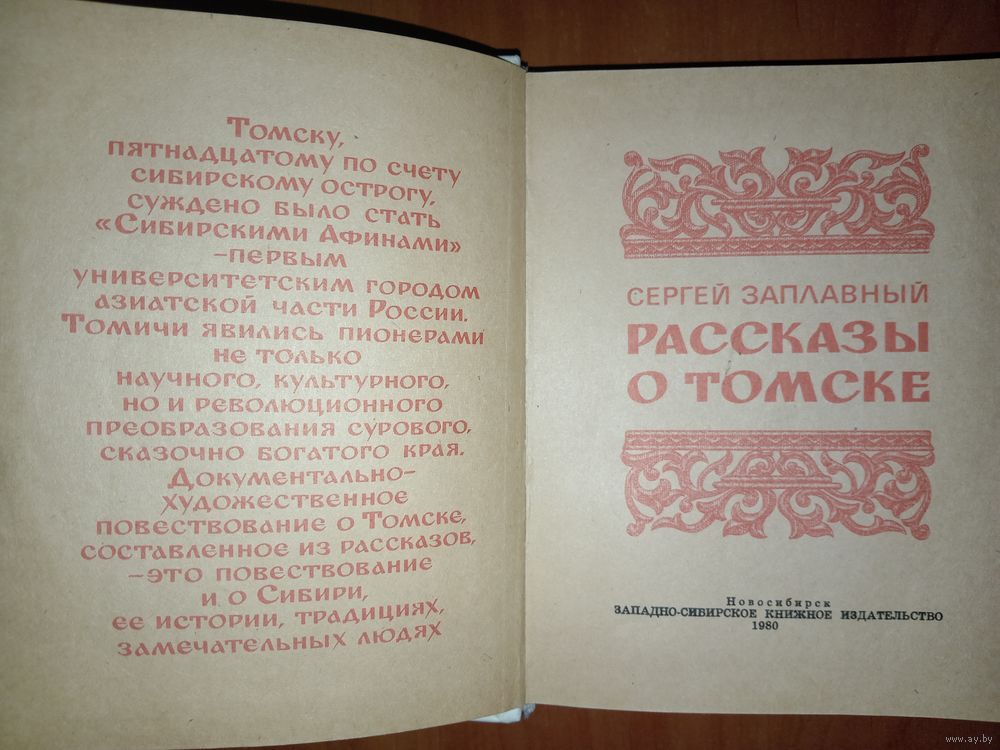 Томску,
пятнадцатому по счету
сибирскому острогу,
суждено было стать
«Сибирскими Афинами»
–первым
университетским городом
азиатской части России.
Томичи явились пионерами
не только
научного, культурного,
но и революционного
преобразования сурового,
сказочно богатого края.
Документально-
художественное
повествование о Томске,
составленное из рассказов,
–это повествование
и о Сибири,
ее истории, традициях,
замечательных людях
СЕРГЕЙ ЗАПЛАВНЫЙ
РАССКАЗЫ
О ТОМСКЕ
Новосибирск
ЗАПАДНО-СИБИРСКОЕ КНИЖНОЕ ИЗДАТЕЛЬСТВО
1980
www.ay.by